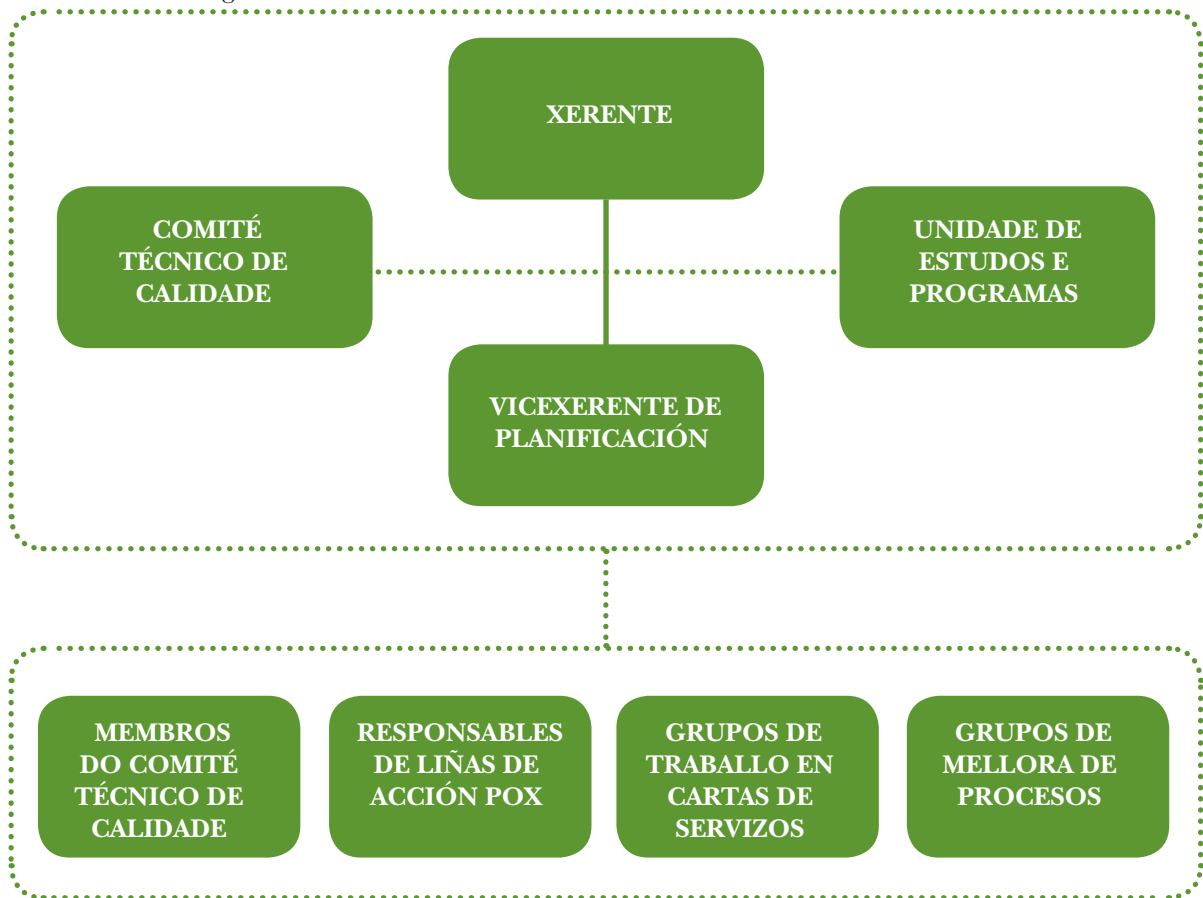 XERENTE
COMITÉ
TÉCNICO DE
CALIDADE
UNIDADE DE
ESTUDOS E
PROGRAMAS
VICEXERENTE DE
PLANIFICACIÓN
MEMBROS
DO COMITÉ
TÉCNICO DE
CALIDADE
RESPONSABLES
DE LIÑAS DE
ACCIÓN POX
GRUPOS DE
TRABALLO EN
CARTAS DE
SERVIZOS
GRUPOS DE
MELLORA DE
PROCESOS